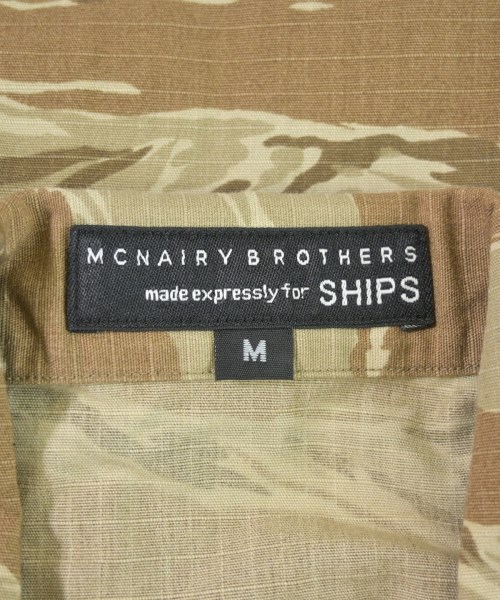 MCNAIRY BROTHERS
made expressly for SHIPS
M